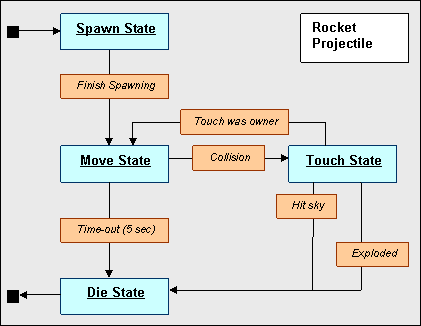 Spawn State
Rocket
Projectile
Finish Spawning
Touch was owner
Move State
Collision
Touch State
Hit sky
Time-out (5 sec)
Exploded
Die State